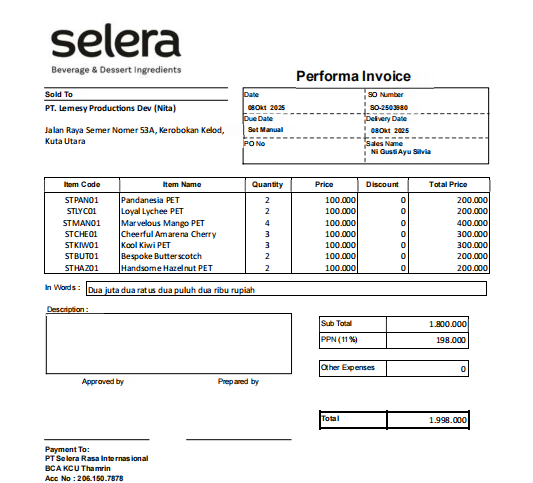 selera
Beverage & Dessert Ingredients
Performa Invoice
Sold To
PT. Lemesy Productions Dev (Nita)
Jalan Raya Semer Nomer 53A, Kerobokan Kelod,
Kuta Utara
Date SO Number
08Okt 2025 SO-2503980
Due Date Delivery Date
Set Manual 08Okt 2025
PO No Sales Name
Ni Gusti Ayu Silvia
Item Code Item Name Quantity Price Discount Total Price
STPAN01 Pandanesia PET 2 100.000 0 200.000
STLYC01 Loyal Lychee PET 2 100.000 0 200.000
STMAN01 Marvelous Mango PET 4 100.000 0 400.000
STCHE01 Cheerful Amarena Cherry 3 100.000 0 300.000
STKIW01 Kool Kiwi PET 3 100.000 0 300.000
STBUT01 Bespoke Butterscotch 2 100.000 0 200.000
STHAZ01 Handsome Hazelnut PET 2 100.000 0 200.000
In Words : Dua juta dua ratus dua puluh dua ribu rupiah
Description :
Sub Total 1.800.000
PPN (11%) 198.000
Other Expenses 0
Approved by Prepared by
Total 1.998.000
Payment To:
PT Selera Rasa Internasional
BCA KCU Thamrin
Acc No : 206.150.7878